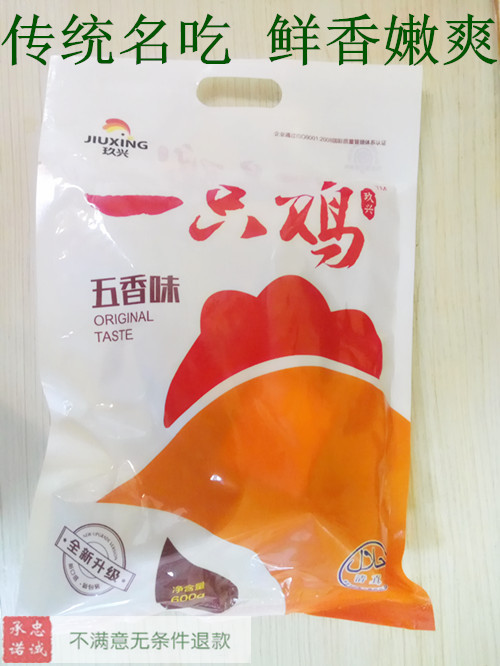 传统名吃 鲜香嫩爽
JIUXING
玖兴
一只鸡
玖兴
五香味
ORIGINAL
TASTE
全新升级
净含量
600g
JXJG
承诺
忠诚
不满意无条件退款